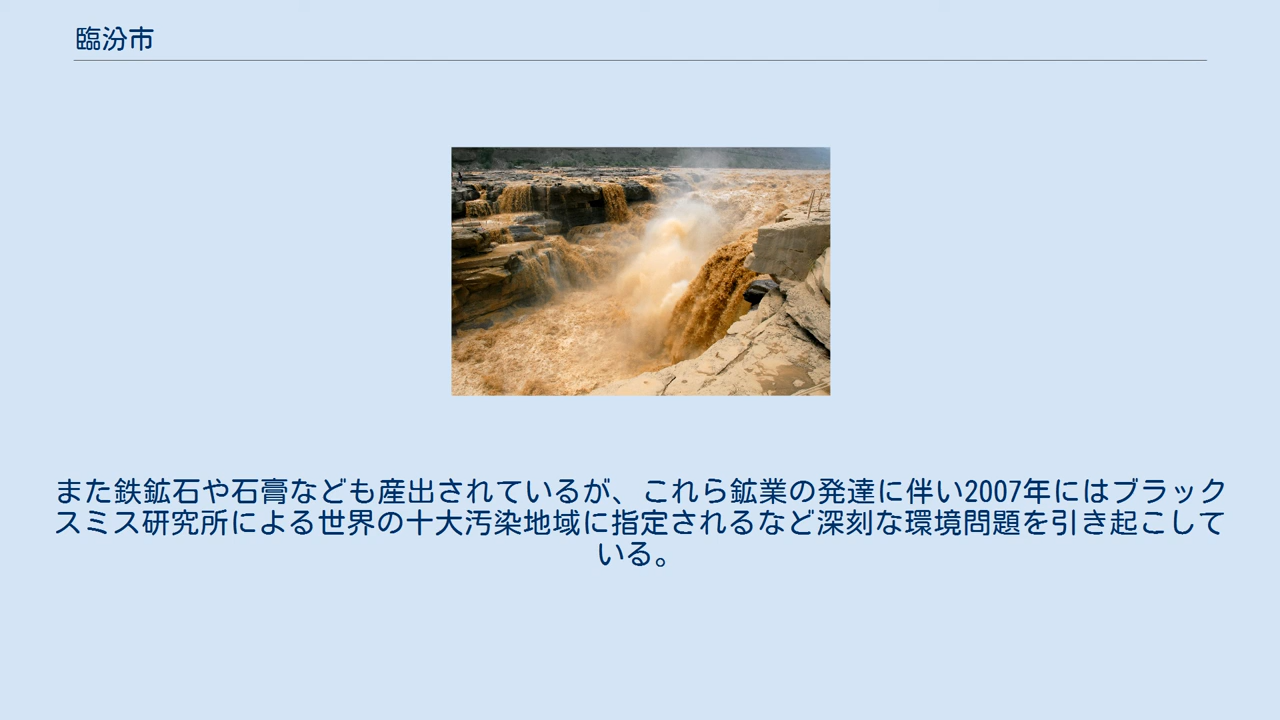 臨汾市
また鉄鉱石や石膏なども産出されているが、これら鉱業の発達に伴い2007年にはブラック
スミス研究所による世界の十大汚染地域に指定されるなど深刻な環境問題を引き起こして
いる。